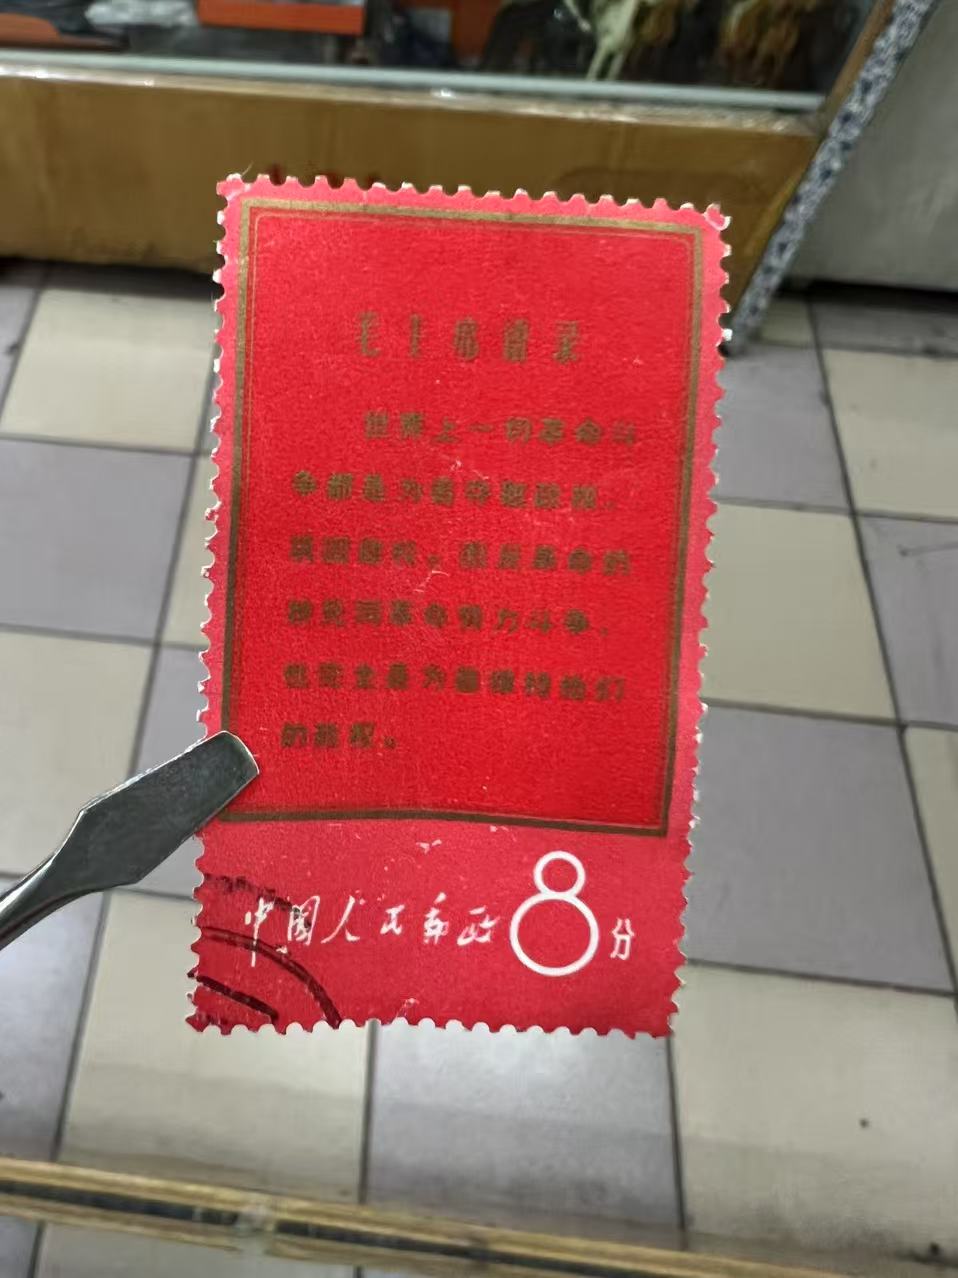 毛主席语录
世界上一切革命斗
争都是为着夺取政权，
巩固政权。而反革命的
拚死同革命势力斗争，
也完全是为着维持他们
的政权。
中国人民邮政 8分